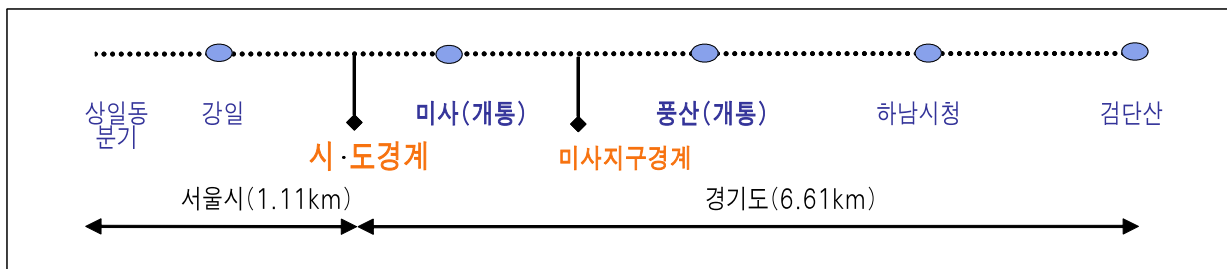 상일동
분기
강일
미사(개통)
풍산(개통)
하남시청
검단산
시·도경계
미사지구경계
서울시(1.11km)
경기도(6.61km)